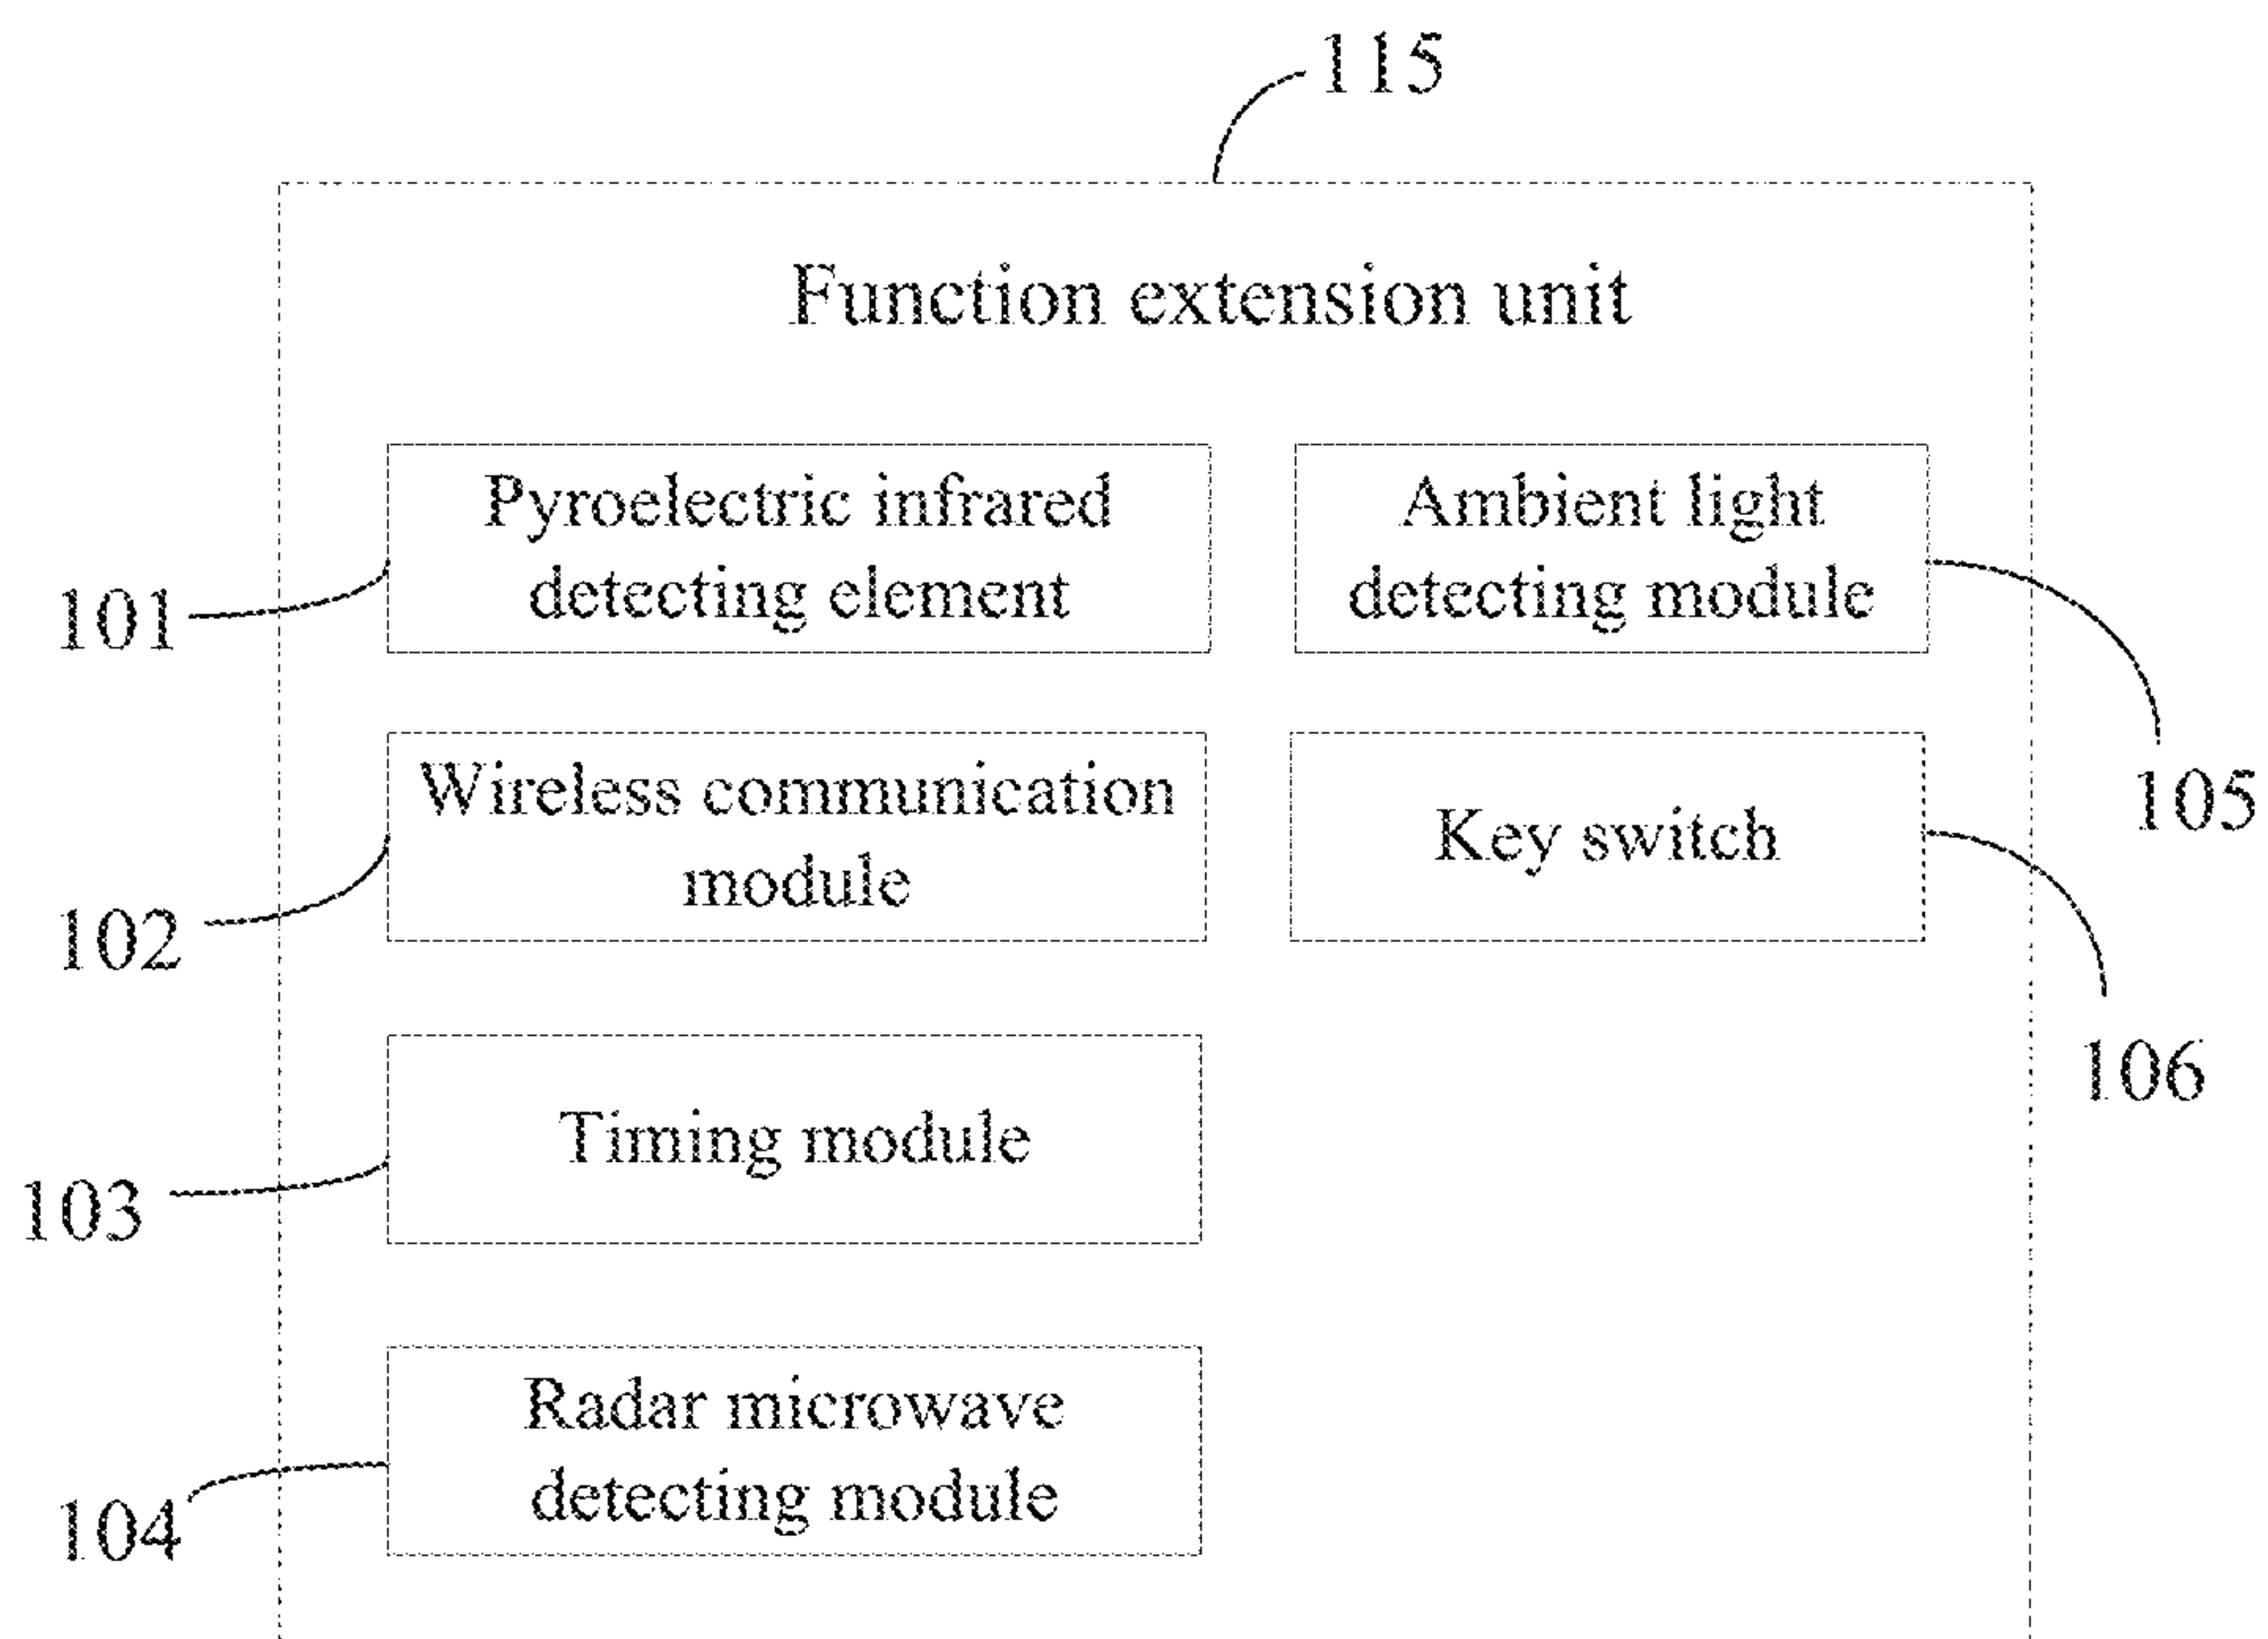 115
Function extension unit
Pyroelectric infrared
detecting element
Ambient light
detecting module
101
105
Wireless communication
module
Key switch
102
106
Timing module
103
Radar microwave
detecting module
104